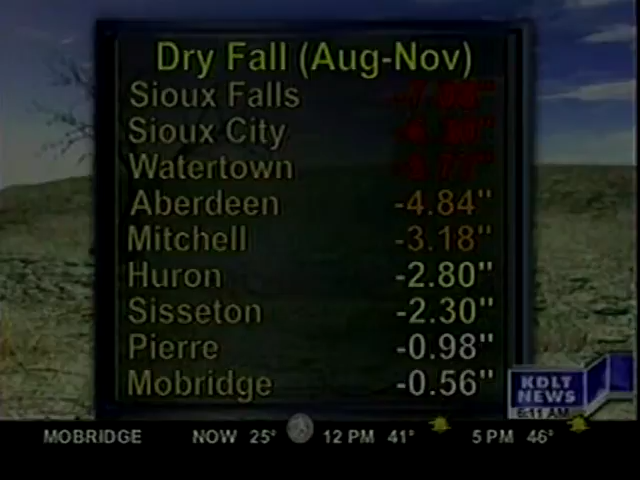 Dry Fall (Aug-Nov)
Sioux Falls
Sioux City
Watertown
Aberdeen -4.84"
Mitchell -3.18"
Huron -2.80"
Sisseton -2.30"
Pierre -0.98"
Mobridge -0.56"
KDLT
NEWS
6:11 AM
MOBRIDGE NOW 25° 12 PM 41° 5 PM 46°